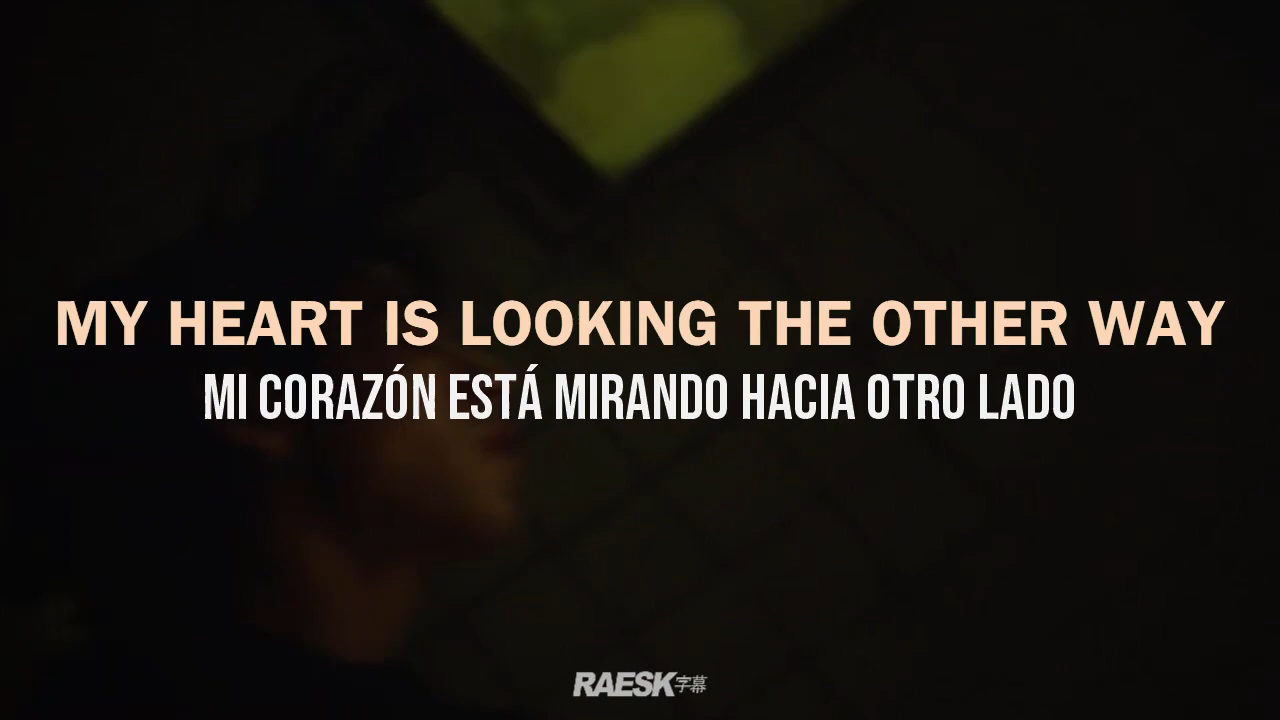 MY HEART IS LOOKING THE OTHER WAY
MI CORAZÓN ESTÁ MIRANDO HACIA OTRO LADO
RAESK字幕